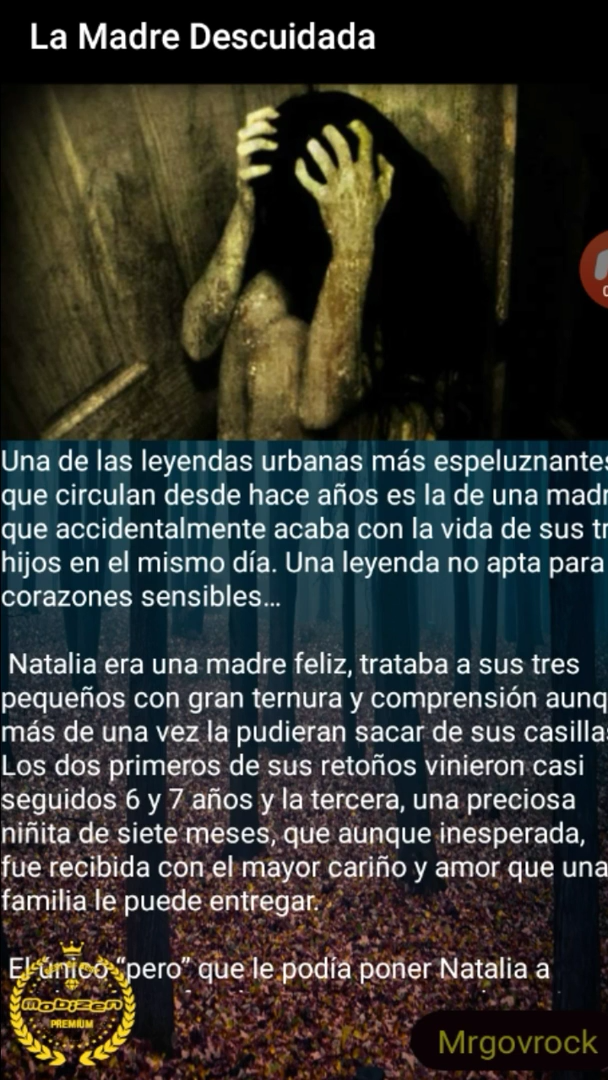 La Madre Descuidada
Una de las leyendas urbanas más espeluznantes
que circulan desde hace años es la de una madr
que accidentalmente acaba con la vida de sus tr
hijos en el mismo día. Una leyenda no apta para
corazones sensibles...
Natalia era una madre feliz, trataba a sus tres
pequeños con gran ternura y comprensión aunq
más de una vez la pudieran sacar de sus casillas
Los dos primeros de sus retoños vinieron casi
seguidos 6 y 7 años y la tercera, una preciosa
niñita de siete meses, que aunque inesperada,
fue recibida con el mayor cariño y amor que una
familia le puede entregar.
El único “pero” que le podía poner Natalia a
Mobizen
PREMIUM
Mrgovrock